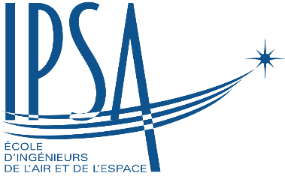 IPSA
ÉCOLE
D'INGÉNIEURS
DE L'AIR ET DE L'ESPACE